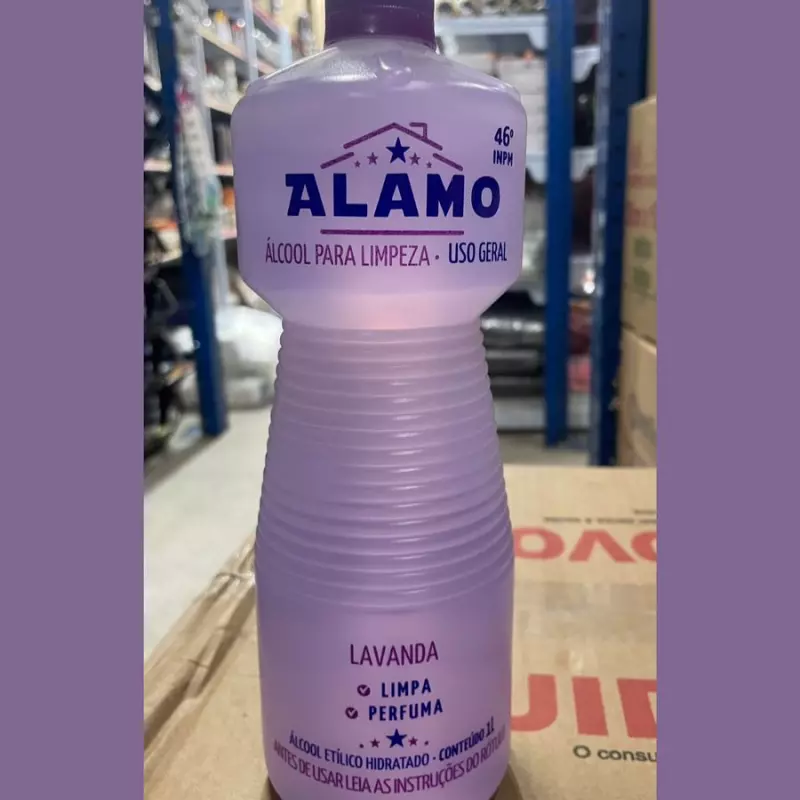 46º
INPM
ALAMO
ÁLCOOL PARA LIMPEZA • USO GERAL
LAVANDA
LIMPA
PERFUMA
ÁLCOOL ETÍLICO HIDRATADO • CONTEÚDO 1L
ANTES DE USAR LEIA AS INSTRUÇÕES DO RÓTULO
OVO
UID
O consu